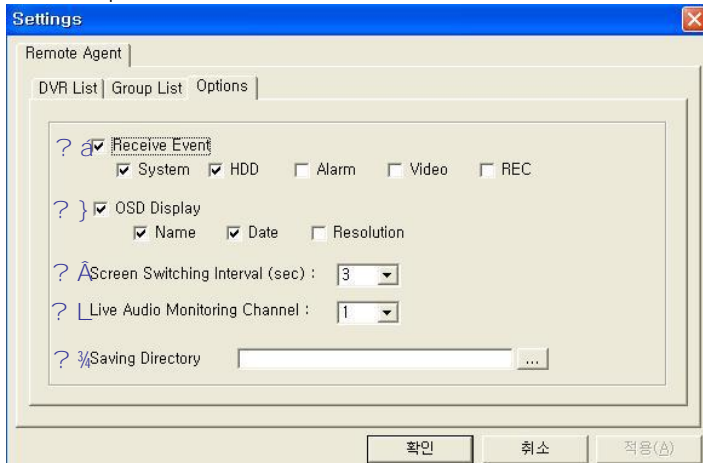 Settings
Remote Agent
DVR List Group List Options
? á Receive Event
System HDD Alarm Video REC
? } OSD Display
Name Date Resolution
? Â Screen Switching Interval (sec) : 3
? L Live Audio Monitoring Channel : 1
? ¾ Saving Directory ...
확인 취소 적용(A)